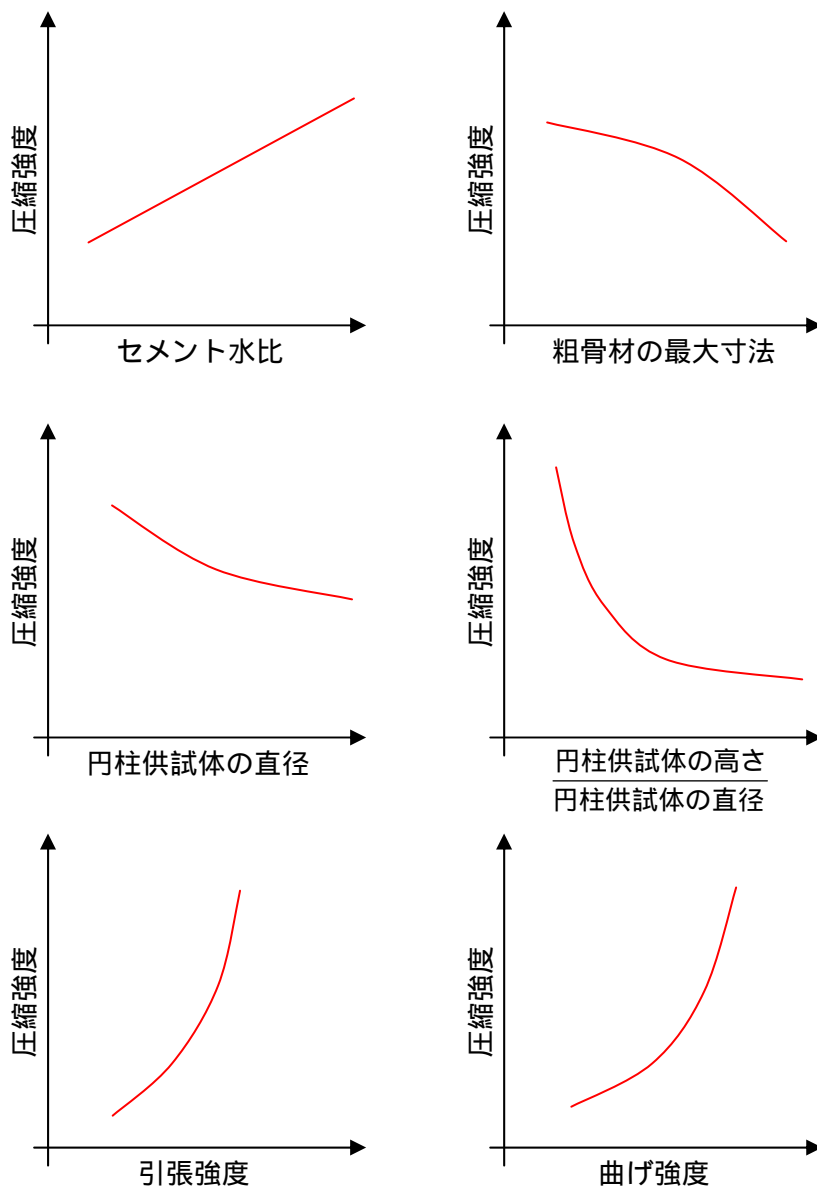 圧縮強度
セメント水比
圧縮強度
粗骨材の最大寸法
圧縮強度
円柱供試体の直径
圧縮強度
円柱供試体の高さ
円柱供試体の直径
圧縮強度
引張強度
圧縮強度
曲げ強度